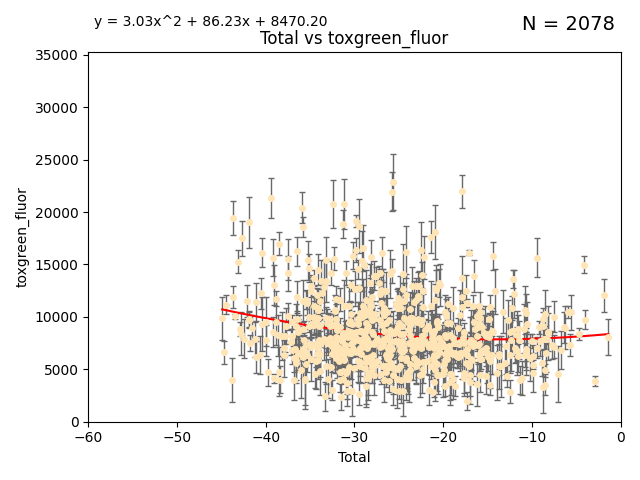 y = 3.03x^2 + 86.23x + 8470.20
N = 2078
Total vs toxgreen_fluor
35000
30000
25000
20000
15000
10000
5000
0
toxgreen_fluor
−60 −50 −40 −30 −20 −10 0
Total